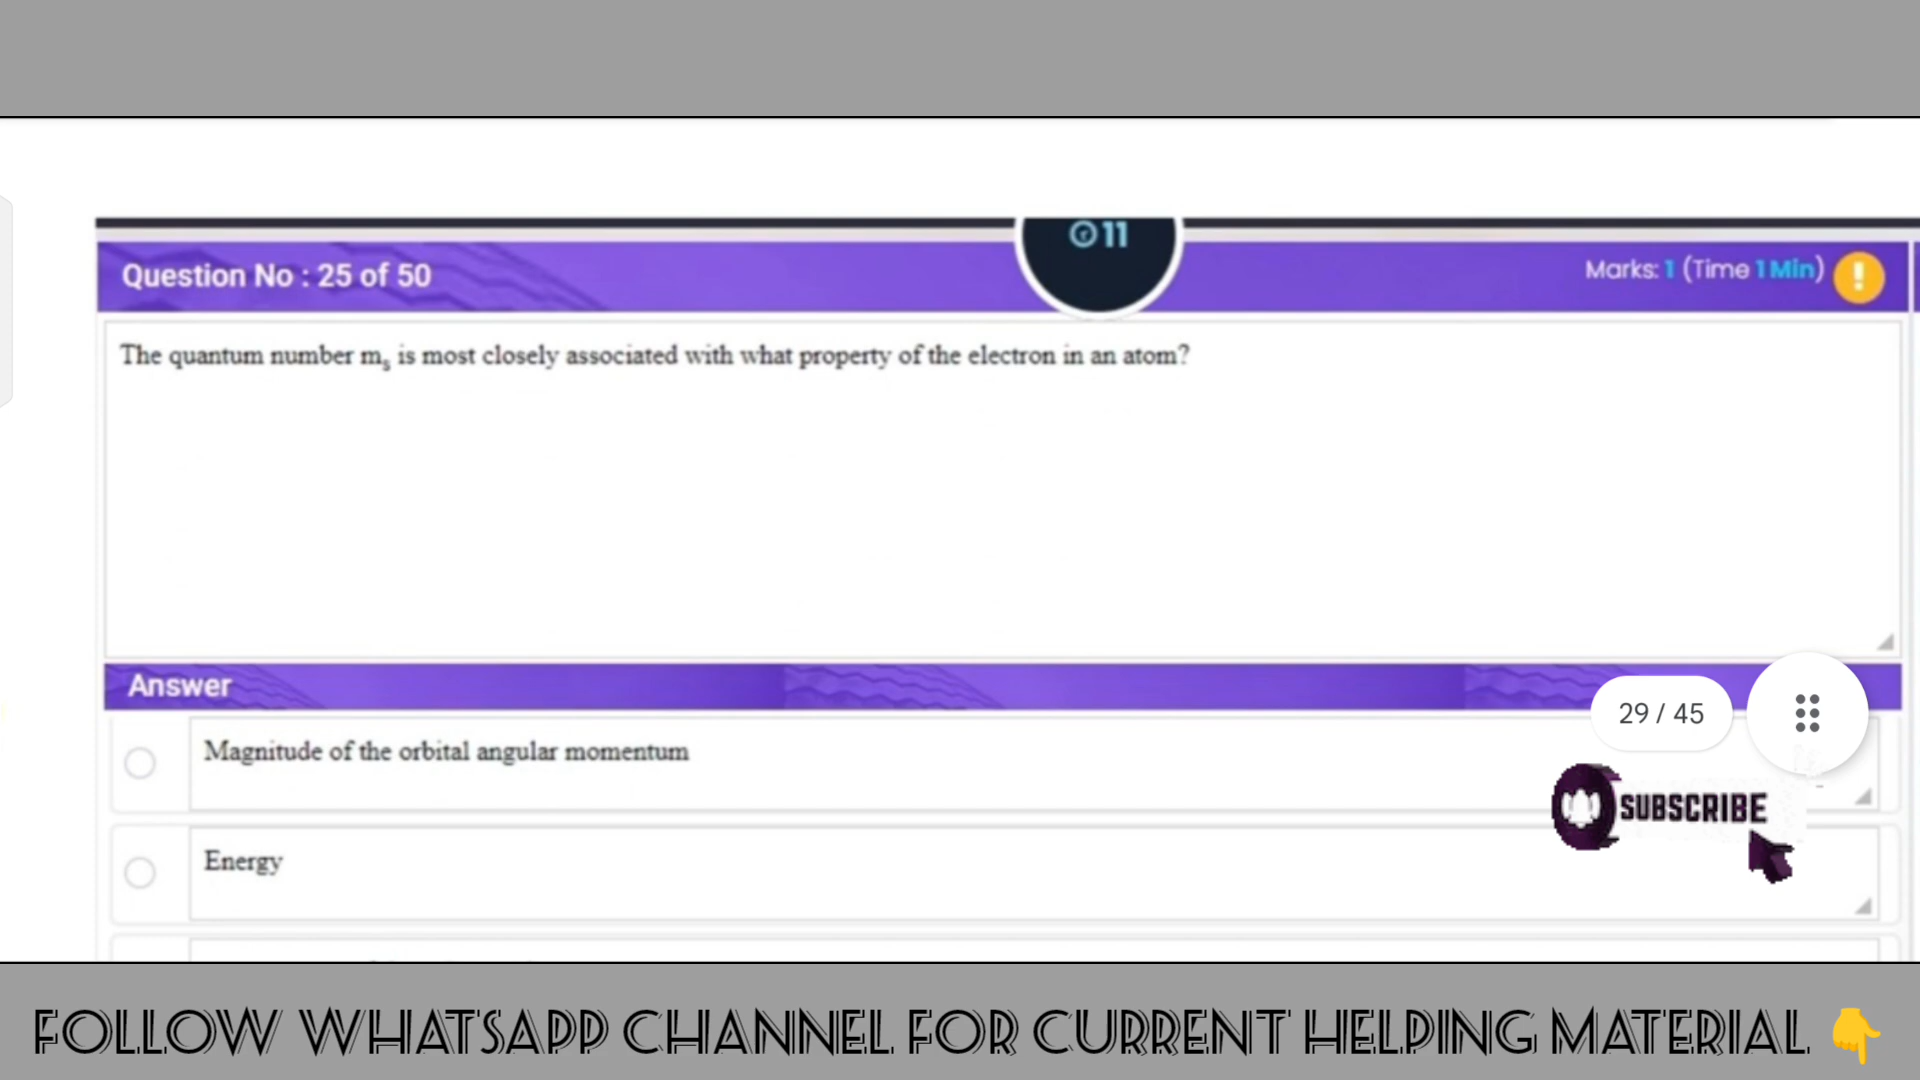 11
Question No : 25 of 50
Marks: 1 (Time 1 Min)
The quantum number mₛ is most closely associated with what property of the electron in an atom?
Answer
29 / 45
Magnitude of the orbital angular momentum
SUBSCRIBE
Energy
FOLLOW WHATSAPP CHANNEL FOR CURRENT HELPING MATERIAL 👇